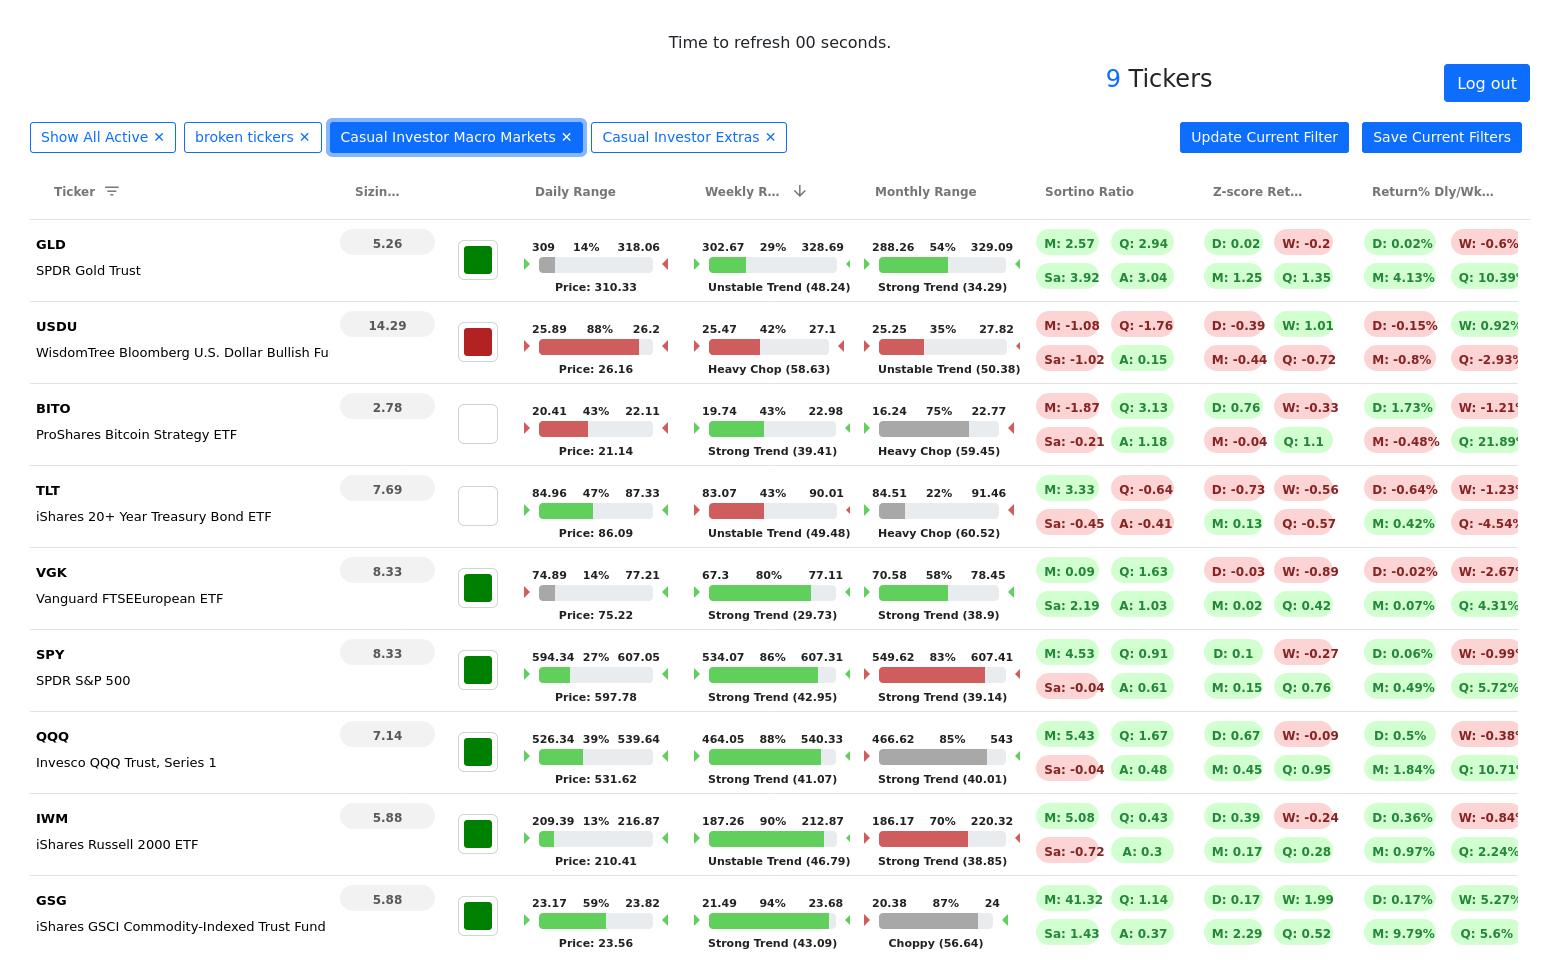 Time to refresh 00 seconds.
9 Tickers
Log out
Show All Active ✕ broken tickers ✕ Casual Investor Macro Markets ✕ Casual Investor Extras ✕ Update Current Filter Save Current Filters
Ticker Sizin... Daily Range Weekly R... Monthly Range Sortino Ratio Z-score Ret... Return% Dly/Wk...
GLD 5.26 309 14% 318.06 302.67 29% 328.69 288.26 54% 329.09 M: 2.57 Q: 2.94 D: 0.02 W: -0.2 D: 0.02% W: -0.6%
SPDR Gold Trust Price: 310.33 Unstable Trend (48.24) Strong Trend (34.29) Sa: 3.92 A: 3.04 M: 1.25 Q: 1.35 M: 4.13% Q: 10.39%
USDU 14.29 25.89 88% 26.2 25.47 42% 27.1 25.25 35% 27.82 M: -1.08 Q: -1.76 D: -0.39 W: 1.01 D: -0.15% W: 0.92%
WisdomTree Bloomberg U.S. Dollar Bullish Fu Price: 26.16 Heavy Chop (58.63) Unstable Trend (50.38) Sa: -1.02 A: 0.15 M: -0.44 Q: -0.72 M: -0.8% Q: -2.93%
BITO 2.78 20.41 43% 22.11 19.74 43% 22.98 16.24 75% 22.77 M: -1.87 Q: 3.13 D: 0.76 W: -0.33 D: 1.73% W: -1.21%
ProShares Bitcoin Strategy ETF Price: 21.14 Strong Trend (39.41) Heavy Chop (59.45) Sa: -0.21 A: 1.18 M: -0.04 Q: 1.1 M: -0.48% Q: 21.89%
TLT 7.69 84.96 47% 87.33 83.07 43% 90.01 84.51 22% 91.46 M: 3.33 Q: -0.64 D: -0.73 W: -0.56 D: -0.64% W: -1.23%
iShares 20+ Year Treasury Bond ETF Price: 86.09 Unstable Trend (49.48) Heavy Chop (60.52) Sa: -0.45 A: -0.41 M: 0.13 Q: -0.57 M: 0.42% Q: -4.54%
VGK 8.33 74.89 14% 77.21 67.3 80% 77.11 70.58 58% 78.45 M: 0.09 Q: 1.63 D: -0.03 W: -0.89 D: -0.02% W: -2.67%
Vanguard FTSEEuropean ETF Price: 75.22 Strong Trend (29.73) Strong Trend (38.9) Sa: 2.19 A: 1.03 M: 0.02 Q: 0.42 M: 0.07% Q: 4.31%
SPY 8.33 594.34 27% 607.05 534.07 86% 607.31 549.62 83% 607.41 M: 4.53 Q: 0.91 D: 0.1 W: -0.27 D: 0.06% W: -0.99%
SPDR S&P 500 Price: 597.78 Strong Trend (42.95) Strong Trend (39.14) Sa: -0.04 A: 0.61 M: 0.15 Q: 0.76 M: 0.49% Q: 5.72%
QQQ 7.14 526.34 39% 539.64 464.05 88% 540.33 466.62 85% 543 M: 5.43 Q: 1.67 D: 0.67 W: -0.09 D: 0.5% W: -0.38%
Invesco QQQ Trust, Series 1 Price: 531.62 Strong Trend (41.07) Strong Trend (40.01) Sa: -0.04 A: 0.48 M: 0.45 Q: 0.95 M: 1.84% Q: 10.71%
IWM 5.88 209.39 13% 216.87 187.26 90% 212.87 186.17 70% 220.32 M: 5.08 Q: 0.43 D: 0.39 W: -0.24 D: 0.36% W: -0.84%
iShares Russell 2000 ETF Price: 210.41 Unstable Trend (46.79) Strong Trend (38.85) Sa: -0.72 A: 0.3 M: 0.17 Q: 0.28 M: 0.97% Q: 2.24%
GSG 5.88 23.17 59% 23.82 21.49 94% 23.68 20.38 87% 24 M: 41.32 Q: 1.14 D: 0.17 W: 1.99 D: 0.17% W: 5.27%
iShares GSCI Commodity-Indexed Trust Fund Price: 23.56 Strong Trend (43.09) Choppy (56.64) Sa: 1.43 A: 0.37 M: 2.29 Q: 0.52 M: 9.79% Q: 5.6%